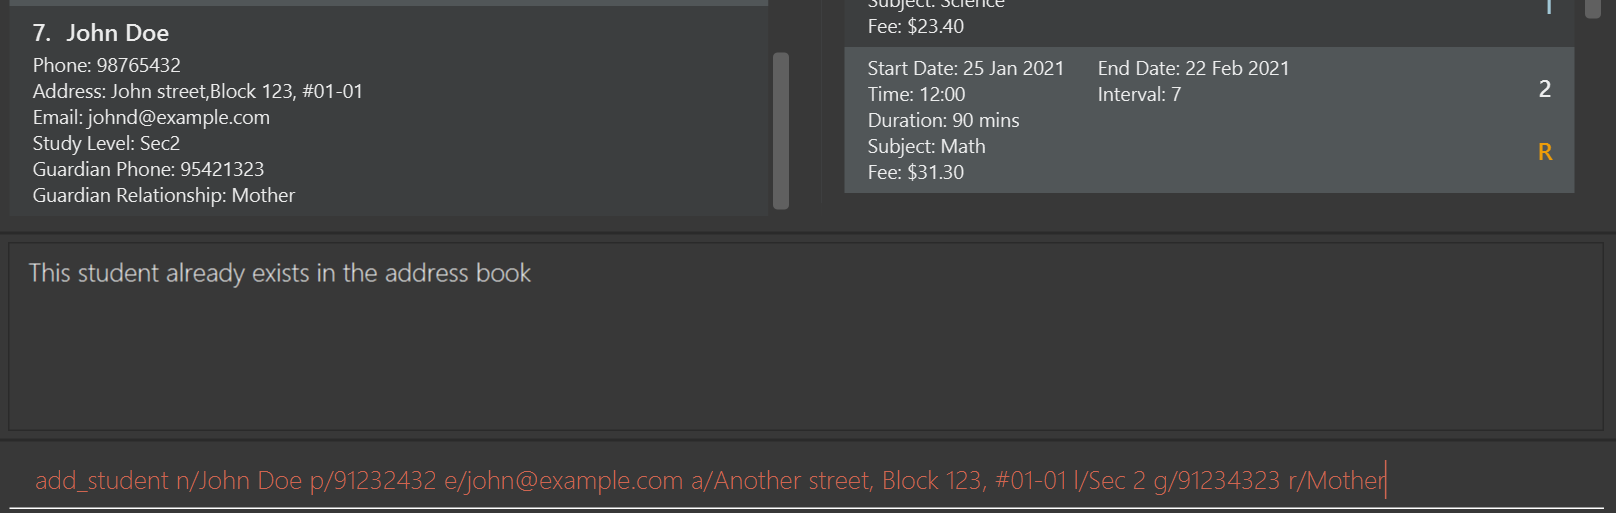 7. John Doe
Phone: 98765432
Address: John street,Block 123, #01-01
Email: johnd@example.com
Study Level: Sec2
Guardian Phone: 95421323
Guardian Relationship: Mother
Subject: Science
Fee: $23.40
Start Date: 25 Jan 2021 End Date: 22 Feb 2021
Time: 12:00 Interval: 7
2
Duration: 90 mins
Subject: Math
R
Fee: $31.30
This student already exists in the address book
add_student n/John Doe p/91232432 e/john@example.com a/Another street, Block 123, #01-01 l/Sec 2 g/91234323 r/Mother